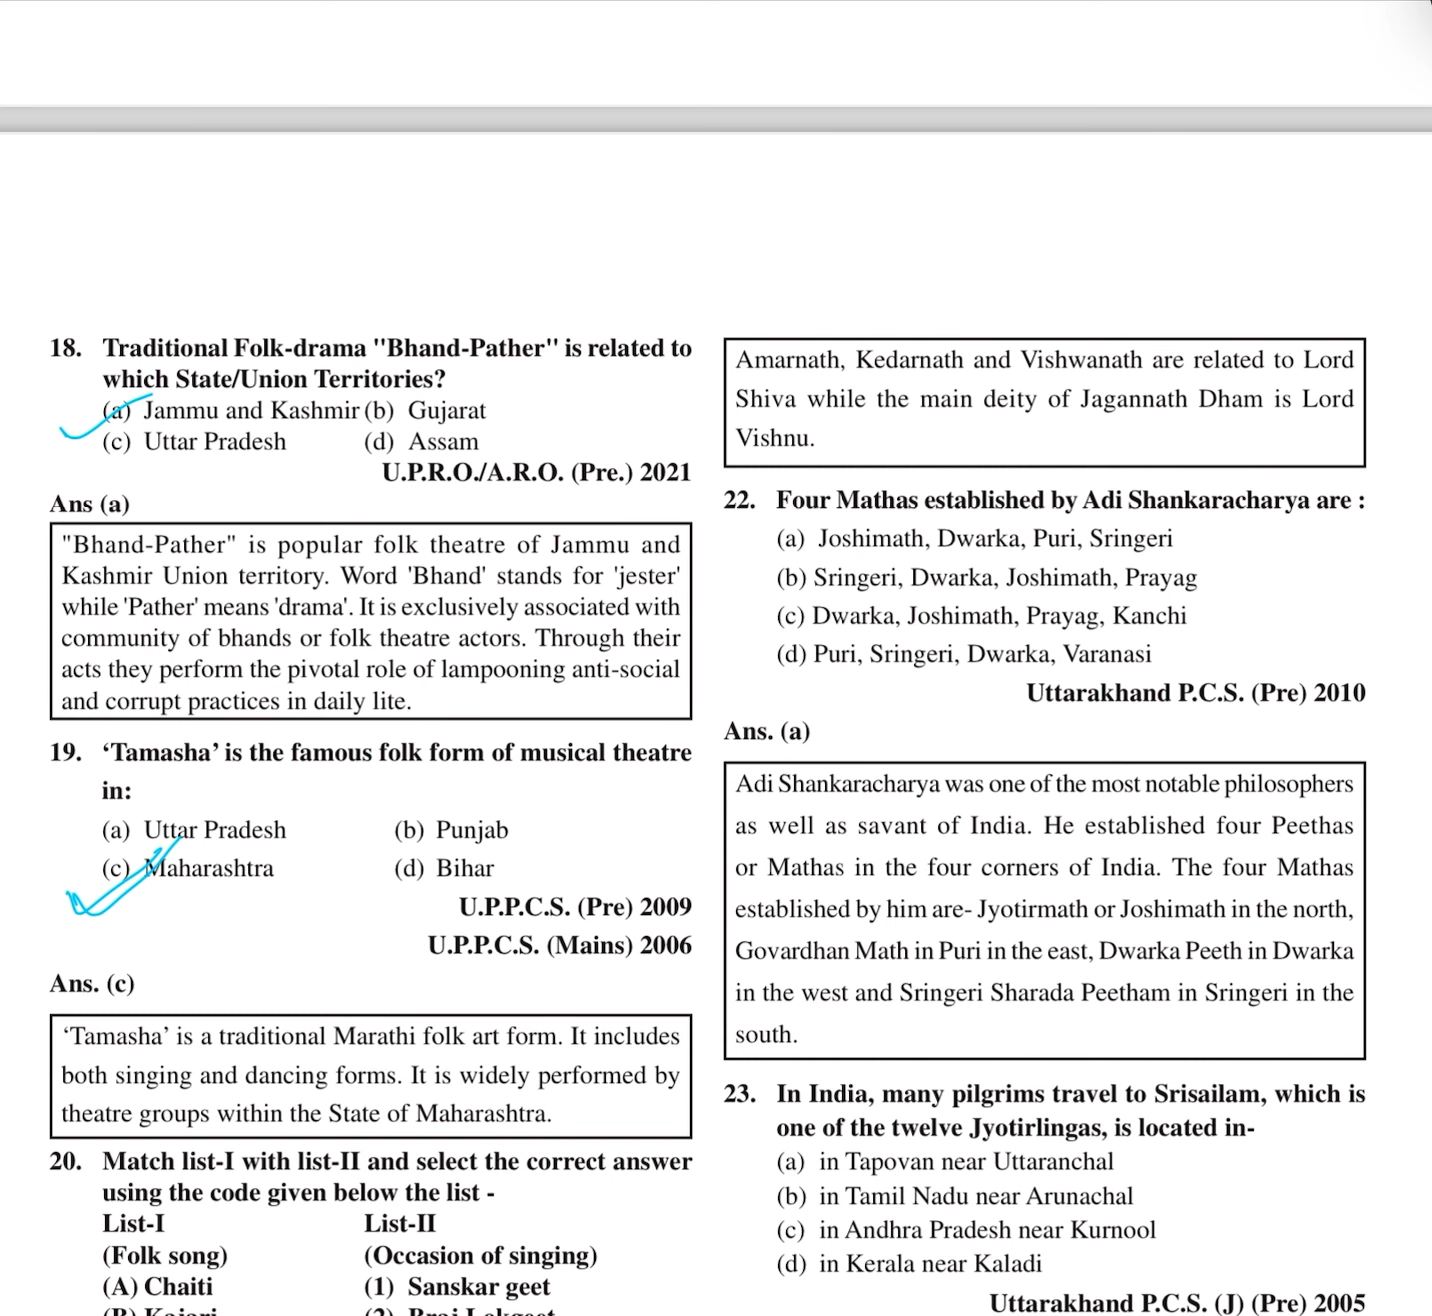 18. Traditional Folk-drama "Bhand-Pather" is related to
which State/Union Territories?
(a) Jammu and Kashmir (b) Gujarat
(c) Uttar Pradesh (d) Assam
U.P.R.O./A.R.O. (Pre.) 2021
Ans (a)
"Bhand-Pather" is popular folk theatre of Jammu and
Kashmir Union territory. Word 'Bhand' stands for 'jester'
while 'Pather' means 'drama'. It is exclusively associated with
community of bhands or folk theatre actors. Through their
acts they perform the pivotal role of lampooning anti-social
and corrupt practices in daily lite.
19. ‘Tamasha’ is the famous folk form of musical theatre
in:
(a) Uttar Pradesh (b) Punjab
(c) Maharashtra (d) Bihar
U.P.P.C.S. (Pre) 2009
U.P.P.C.S. (Mains) 2006
Ans. (c)
‘Tamasha’ is a traditional Marathi folk art form. It includes
both singing and dancing forms. It is widely performed by
theatre groups within the State of Maharashtra.
20. Match list-I with list-II and select the correct answer
using the code given below the list -
List-I List-II
(Folk song) (Occasion of singing)
(A) Chaiti (1) Sanskar geet
Amarnath, Kedarnath and Vishwanath are related to Lord
Shiva while the main deity of Jagannath Dham is Lord
Vishnu.
22. Four Mathas established by Adi Shankaracharya are :
(a) Joshimath, Dwarka, Puri, Sringeri
(b) Sringeri, Dwarka, Joshimath, Prayag
(c) Dwarka, Joshimath, Prayag, Kanchi
(d) Puri, Sringeri, Dwarka, Varanasi
Uttarakhand P.C.S. (Pre) 2010
Ans. (a)
Adi Shankaracharya was one of the most notable philosophers
as well as savant of India. He established four Peethas
or Mathas in the four corners of India. The four Mathas
established by him are- Jyotirmath or Joshimath in the north,
Govardhan Math in Puri in the east, Dwarka Peeth in Dwarka
in the west and Sringeri Sharada Peetham in Sringeri in the
south.
23. In India, many pilgrims travel to Srisailam, which is
one of the twelve Jyotirlingas, is located in-
(a) in Tapovan near Uttaranchal
(b) in Tamil Nadu near Arunachal
(c) in Andhra Pradesh near Kurnool
(d) in Kerala near Kaladi
Uttarakhand P.C.S. (J) (Pre) 2005